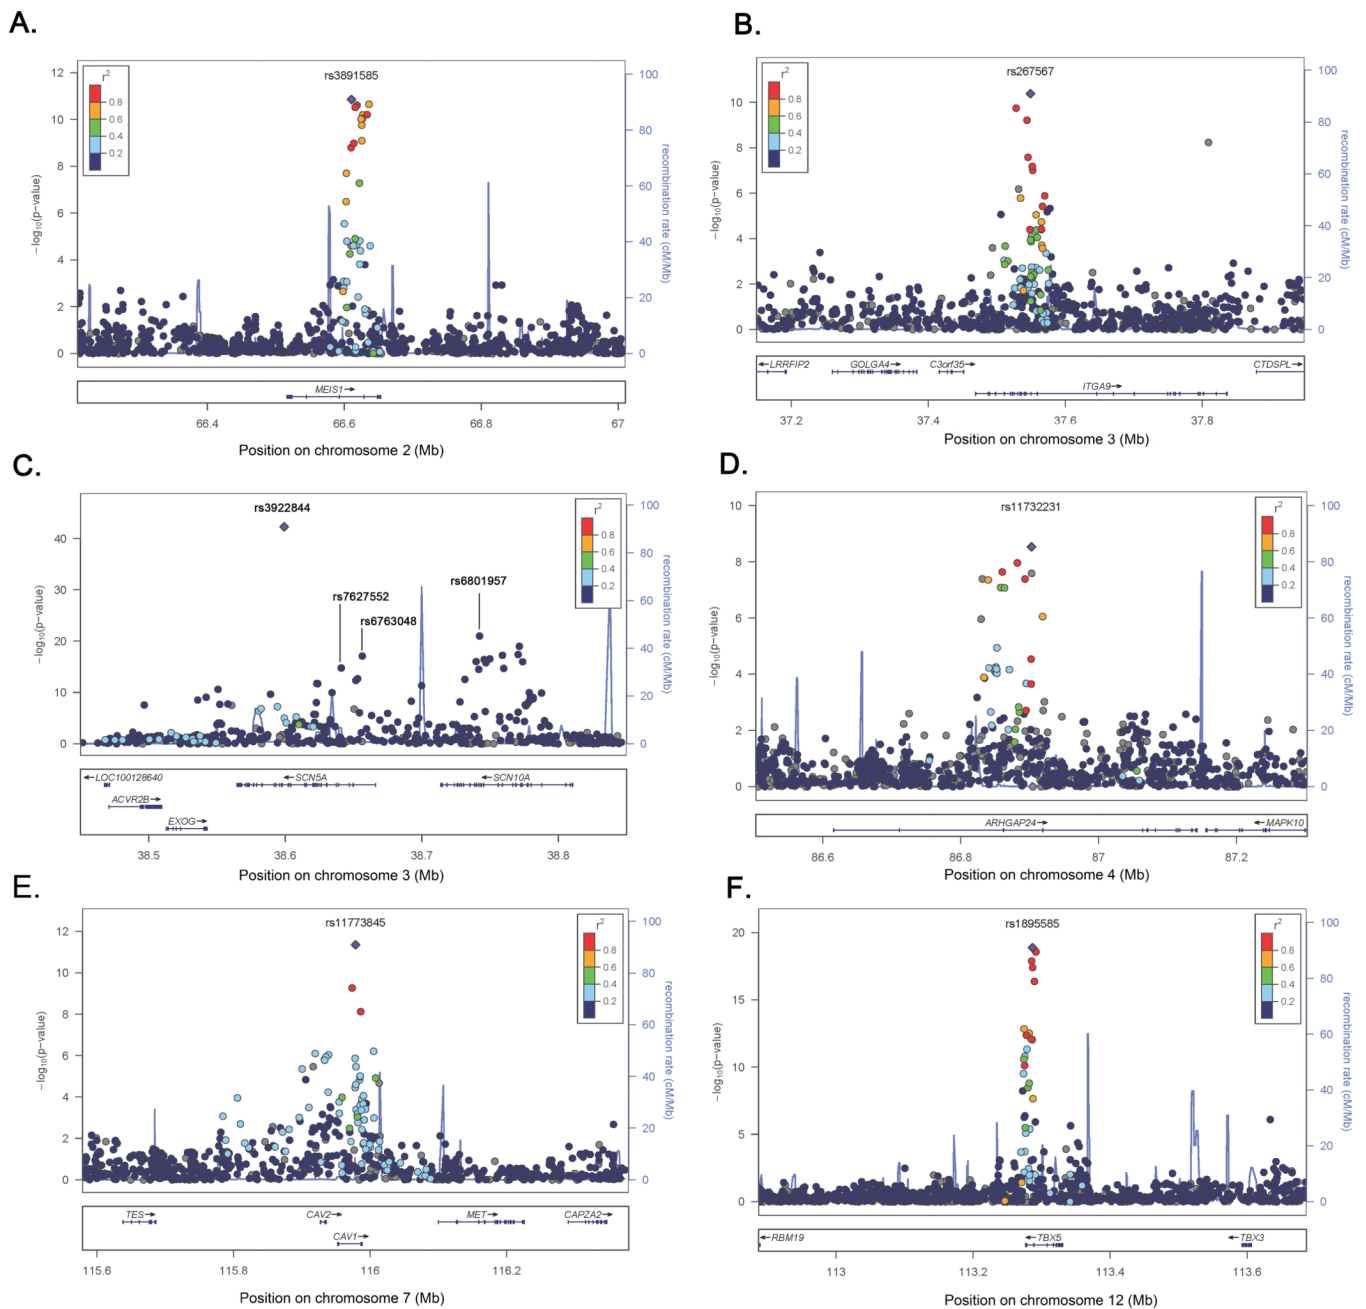 A.
rs3891585
r2
0.8
0.6
0.4
0.2
12
10
8
6
4
2
0
100
80
60
40
20
0
−log10(p−value)
recombination rate (cM/Mb)
MEIS1
66.4 66.6 66.8 67
Position on chromosome 2 (Mb)
B.
rs267567
r2
0.8
0.6
0.4
0.2
10
8
6
4
2
0
100
80
60
40
20
0
−log10(p−value)
recombination rate (cM/Mb)
LRRFIP2 GOLGA4 C3orf35 CTDSPL
ITGA9
37.2 37.4 37.6 37.8
Position on chromosome 3 (Mb)
C.
rs3922844
rs7627552
rs6763048
rs6801957
r2
0.8
0.6
0.4
0.2
40
30
20
10
0
100
80
60
40
20
0
−log10(p−value)
recombination rate (cM/Mb)
LOC100128640 SCN5A SCN10A
ACVR2B
EXOG
38.5 38.6 38.7 38.8
Position on chromosome 3 (Mb)
D.
rs11732231
r2
0.8
0.6
0.4
0.2
10
8
6
4
2
0
100
80
60
40
20
0
−log10(p−value)
recombination rate (cM/Mb)
ARHGAP24 MAPK10
86.6 86.8 87 87.2
Position on chromosome 4 (Mb)
E.
rs11773845
r2
0.8
0.6
0.4
0.2
12
10
8
6
4
2
0
100
80
60
40
20
0
−log10(p−value)
recombination rate (cM/Mb)
TES CAV2 MET CAPZA2
CAV1
115.6 115.8 116 116.2
Position on chromosome 7 (Mb)
F.
rs1895585
r2
0.8
0.6
0.4
0.2
20
15
10
5
0
100
80
60
40
20
0
−log10(p−value)
recombination rate (cM/Mb)
RBM19 TBX5 TBX3
113 113.2 113.4 113.6
Position on chromosome 12 (Mb)